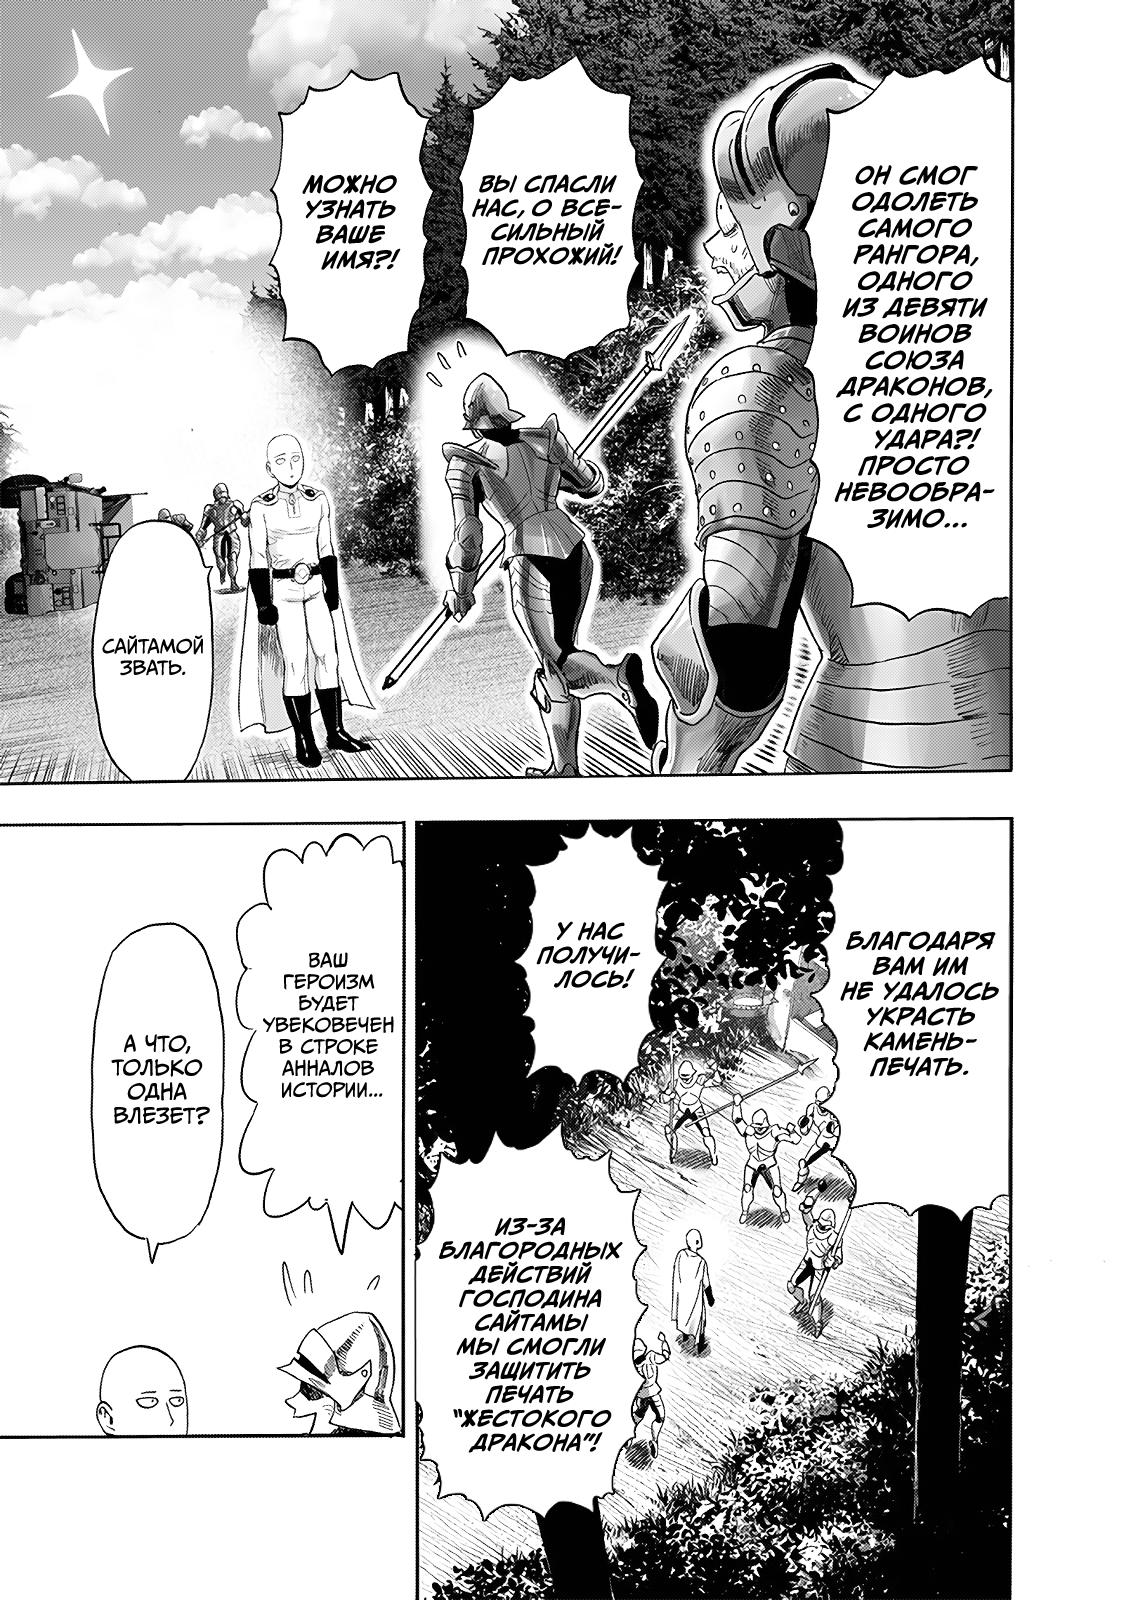 ОН СМОГ
ОДОЛЕТЬ
САМОГО
РАНГОРА,
ОДНОГО
ИЗ ДЕВЯТИ
ВОИНОВ
СОЮЗА
ДРАКОНОВ,
С ОДНОГО
УДАРА?!
ПРОСТО
НЕВООБРА-
ЗИМО...
ВЫ СПАСЛИ
НАС, О ВСЕ-
СИЛЬНЫЙ
ПРОХОЖИЙ!
МОЖНО
УЗНАТЬ
ВАШЕ
ИМЯ?!
САЙТАМОЙ
ЗВАТЬ.
БЛАГОДАРЯ
ВАМ ИМ
НЕ УДАЛОСЬ
УКРАСТЬ
КАМЕНЬ-
ПЕЧАТЬ.
У НАС
ПОЛУЧИ-
ЛОСЬ!
ИЗ-ЗА
БЛАГОРОДНЫХ
ДЕЙСТВИЙ
ГОСПОДИНА
САЙТАМЫ
МЫ СМОГЛИ
ЗАЩИТИТЬ
ПЕЧАТЬ
"ЖЕСТОКОГО
ДРАКОНА"!
ВАШ
ГЕРОИЗМ
БУДЕТ
УВЕКОВЕЧЕН
В СТРОКЕ
АННАЛОВ
ИСТОРИИ...
А ЧТО,
ТОЛЬКО
ОДНА
ВЛЕЗЕТ?